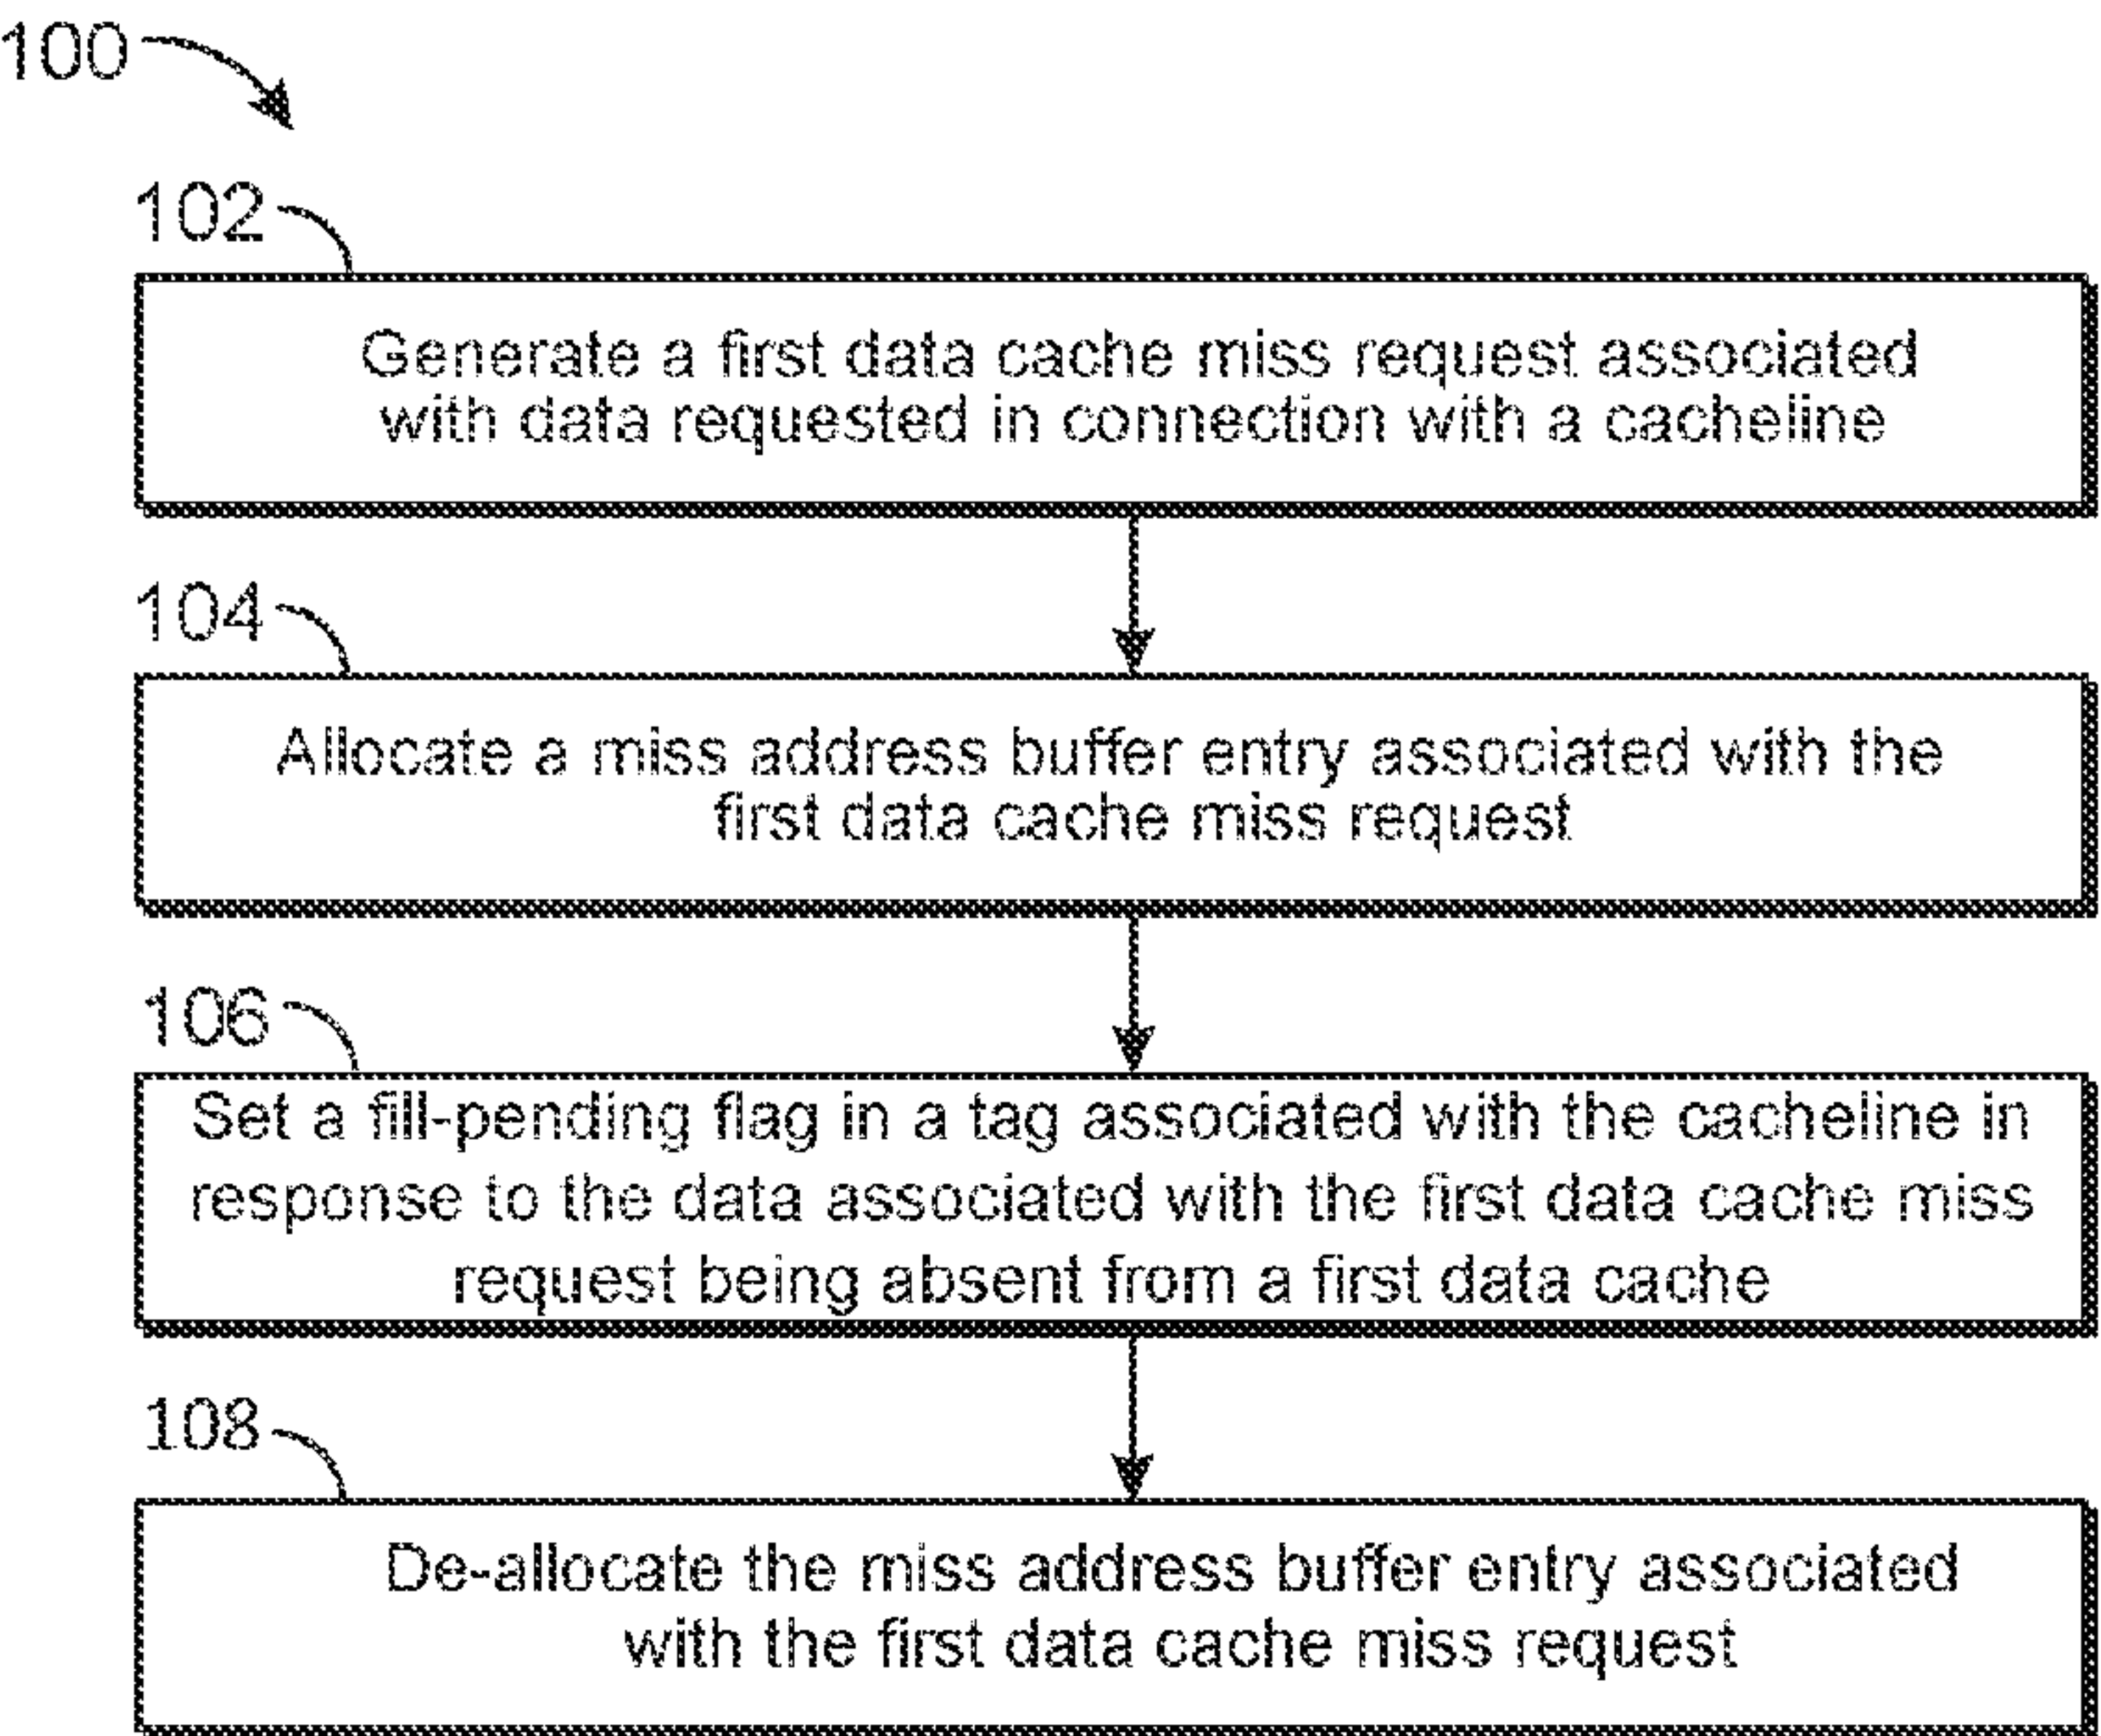 100
102
Generate a first data cache miss request associated
with data requested in connection with a cacheline
104
Allocate a miss address buffer entry associated with the
first data cache miss request
106
Set a fill-pending flag in a tag associated with the cacheline in
response to the data associated with the first data cache miss
request being absent from a first data cache
108
De-allocate the miss address buffer entry associated
with the first data cache miss request